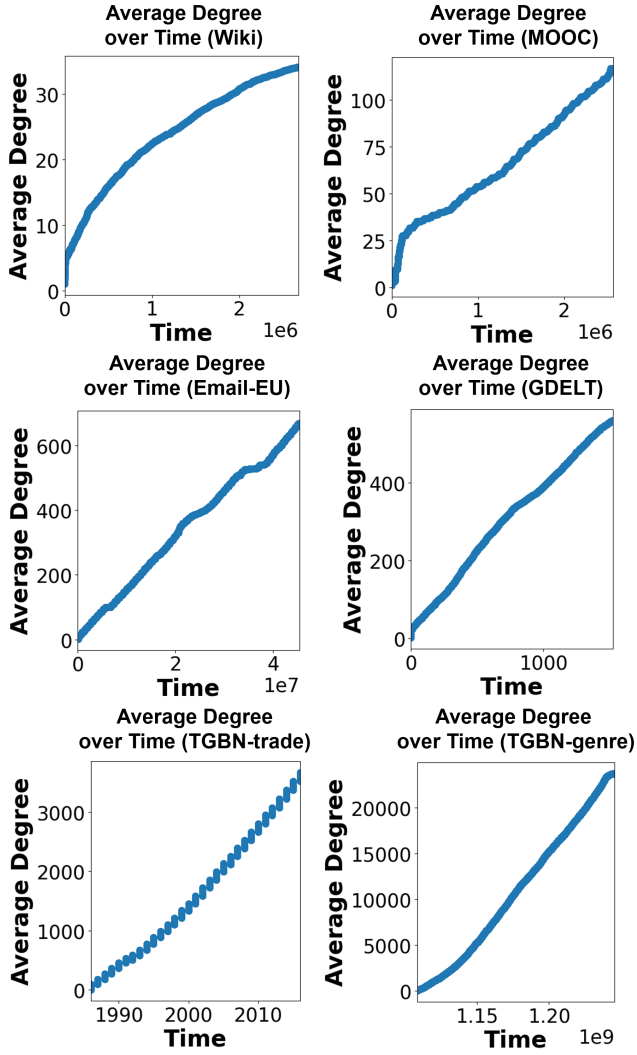 Average Degree
over Time (Wiki)
Average Degree
30
20
10
0
0
1
2
1e6
Time
Average Degree
over Time (MOOC)
Average Degree
100
75
50
25
0
0
1
2
1e6
Time
Average Degree
over Time (Email-EU)
Average Degree
600
400
200
0
0
2
4
1e7
Time
Average Degree
over Time (GDELT)
Average Degree
400
200
0
0
1000
Time
Average Degree
over Time (TGBN-trade)
Average Degree
3000
2000
1000
0
1990
2000
2010
Time
Average Degree
over Time (TGBN-genre)
Average Degree
20000
15000
10000
5000
0
1.15
1.20
1e9
Time